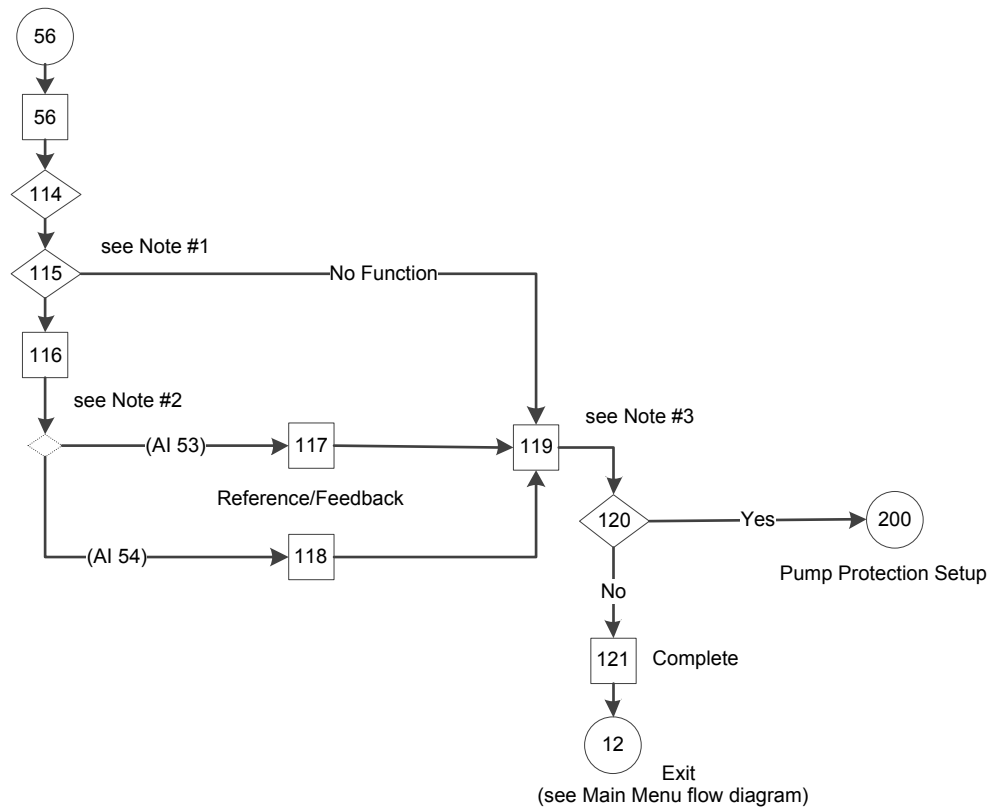 56
56
114
see Note #1
115
No Function
116
see Note #2
(AI 53)
117
119
see Note #3
Reference/Feedback
(AI 54)
118
120
Yes
200
Pump Protection Setup
No
121
Complete
12
Exit
(see Main Menu flow diagram)